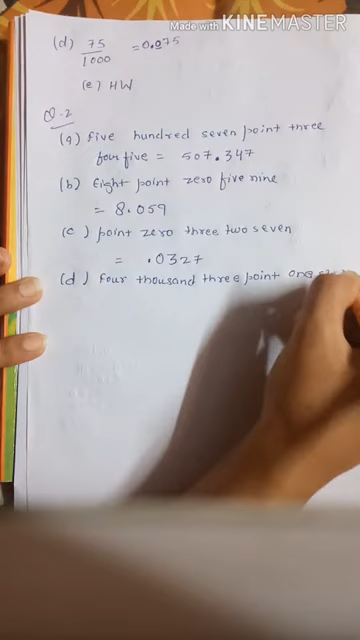 Made with KINEMASTER
(d) 75/1000 = 0.075
(e) HW
Q.2
(a) five hundred seven point three
four five = 507.347
(b) Eight point zero five nine
= 8.059
(c) point zero three two seven
= .0327
(d) four thousand three point one